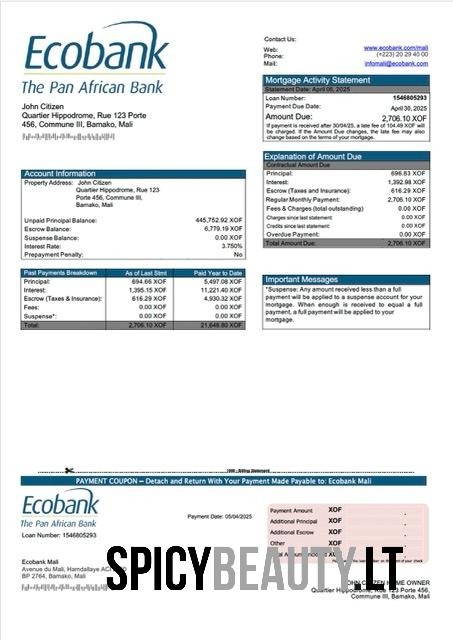 Ecobank
The Pan African Bank
John Citizen
Quartier Hippodrome, Rue 123 Porte
456, Commune III, Bamako, Mali
Contact Us:
Web: www.ecobank.com/mali
Phone: (+223) 20 29 40 00
Mail: infomali@ecobank.com
Mortgage Activity Statement
Statement Date: April 06, 2025
Loan Number: 1546805293
Payment Due Date: April 30, 2025
Amount Due: 2,706.10 XOF
If payment is received after 30/04/25, a late fee of 104.49 XOF will
be charged. If the Amount Due changes, the late fee may also
change based on the terms of your mortgage.
Explanation of Amount Due
Contractual Amount Due
Principal: 696.83 XOF
Interest: 1,392.98 XOF
Escrow (Taxes and Insurance): 616.29 XOF
Regular Monthly Payment: 2,706.10 XOF
Fees & Charges (total outstanding) 0.00 XOF
Charges since last statement: 0.00 XOF
Credits since last statement: 0.00 XOF
Overdue Payment: 0.00 XOF
Total Amount Due: 2,706.10 XOF
Account Information
Property Address: John Citizen
Quartier Hippodrome, Rue 123
Porte 456, Commune III,
Bamako, Mali
Unpaid Principal Balance: 445,752.92 XOF
Escrow Balance: 6,779.19 XOF
Suspense Balance: 0.00 XOF
Interest Rate: 3.750%
Prepayment Penalty: No
Past Payments Breakdown As of Last Stmt Paid Year to Date
Principal: 694.66 XOF 5,497.08 XOF
Interest: 1,395.15 XOF 11,221.40 XOF
Escrow (Taxes & Insurance): 616.29 XOF 4,930.32 XOF
Fees: 0.00 XOF 0.00 XOF
Suspense*: 0.00 XOF 0.00 XOF
Total: 2,706.10 XOF 21,648.80 XOF
Important Messages
*Suspense: Any amount received less than a full
payment will be applied to a suspense account for your
mortgage. When enough is received to equal a full
payment, a full payment will be applied to your
mortgage.
Billing Statement
PAYMENT COUPON – Detach and Return With Your Payment Made Payable to: Ecobank Mali
Ecobank
The Pan African Bank
Loan Number: 1546805293
Payment Date: 05/04/2025
Payment Amount XOF .
Additional Principal XOF .
Additional Escrow XOF .
Other XOF .
Ecobank Mali
Avenue du Mali, Hamdallaye
BP 2764, Bamako, Mali
SPICYBEAUTY.LT
JOHN CITIZEN HOME OWNER
Quartier Hippodrome, Rue 123 Porte 456,
Commune III, Bamako, Mali